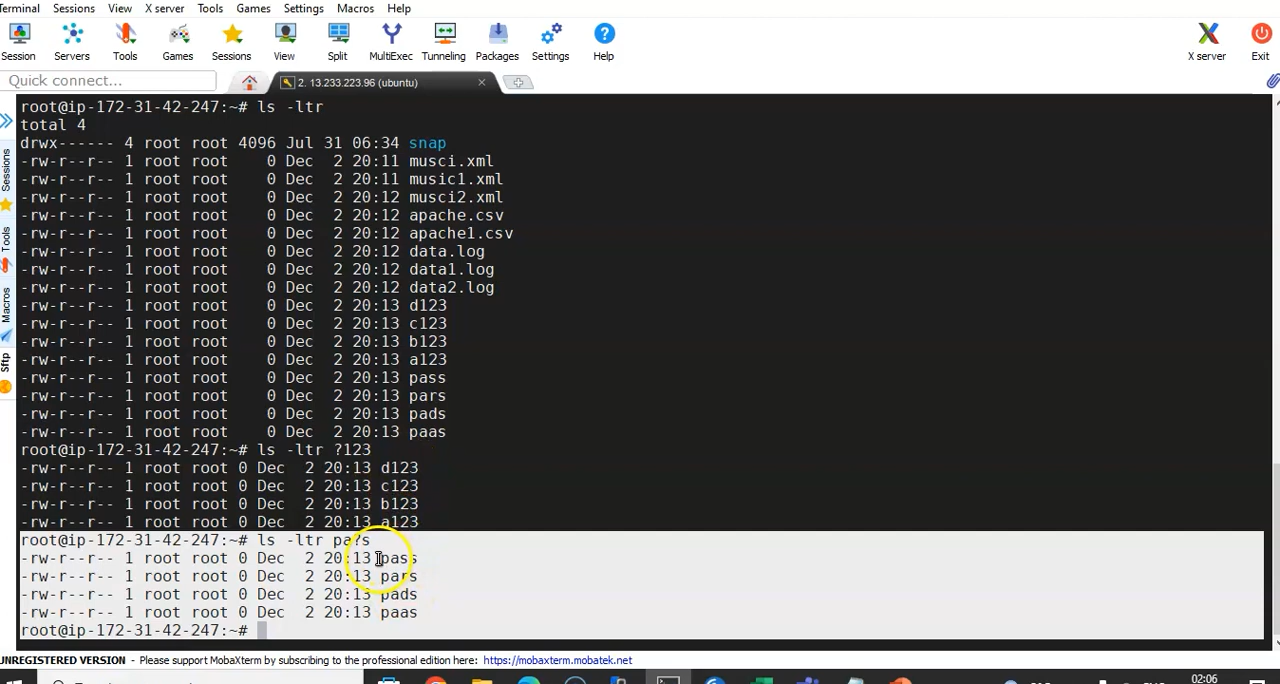 Terminal Sessions View X server Tools Games Settings Macros Help
Session Servers Tools Games Sessions View Split MultiExec Tunneling Packages Settings Help X server Exit
Quick connect... 2. 13.233.223.96 (ubuntu)
root@ip-172-31-42-247:~# ls -ltr
total 4
drwx------ 4 root root 4096 Jul 31 06:34 snap
-rw-r--r-- 1 root root 0 Dec 2 20:11 musci.xml
-rw-r--r-- 1 root root 0 Dec 2 20:11 music1.xml
-rw-r--r-- 1 root root 0 Dec 2 20:12 musci2.xml
-rw-r--r-- 1 root root 0 Dec 2 20:12 apache.csv
-rw-r--r-- 1 root root 0 Dec 2 20:12 apache1.csv
-rw-r--r-- 1 root root 0 Dec 2 20:12 data.log
-rw-r--r-- 1 root root 0 Dec 2 20:12 data1.log
-rw-r--r-- 1 root root 0 Dec 2 20:12 data2.log
-rw-r--r-- 1 root root 0 Dec 2 20:13 d123
-rw-r--r-- 1 root root 0 Dec 2 20:13 c123
-rw-r--r-- 1 root root 0 Dec 2 20:13 b123
-rw-r--r-- 1 root root 0 Dec 2 20:13 a123
-rw-r--r-- 1 root root 0 Dec 2 20:13 pass
-rw-r--r-- 1 root root 0 Dec 2 20:13 pars
-rw-r--r-- 1 root root 0 Dec 2 20:13 pads
-rw-r--r-- 1 root root 0 Dec 2 20:13 paas
root@ip-172-31-42-247:~# ls -ltr ?123
-rw-r--r-- 1 root root 0 Dec 2 20:13 d123
-rw-r--r-- 1 root root 0 Dec 2 20:13 c123
-rw-r--r-- 1 root root 0 Dec 2 20:13 b123
-rw-r--r-- 1 root root 0 Dec 2 20:13 a123
root@ip-172-31-42-247:~# ls -ltr pa?s
-rw-r--r-- 1 root root 0 Dec 2 20:13 pass
-rw-r--r-- 1 root root 0 Dec 2 20:13 pars
-rw-r--r-- 1 root root 0 Dec 2 20:13 pads
-rw-r--r-- 1 root root 0 Dec 2 20:13 paas
root@ip-172-31-42-247:~#
Sessions
Tools
Macros
Sftp
UNREGISTERED VERSION - Please support MobaXterm by subscribing to the professional edition here: https://mobaxterm.mobatek.net
02:06